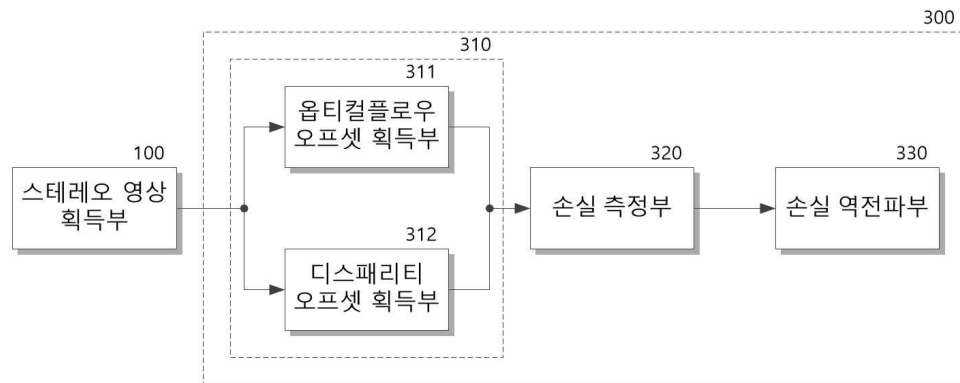 300
310
311
옵티컬플로우
오프셋 획득부
100
스테레오 영상
획득부
320
손실 측정부
330
손실 역전파부
312
디스패리티
오프셋 획득부